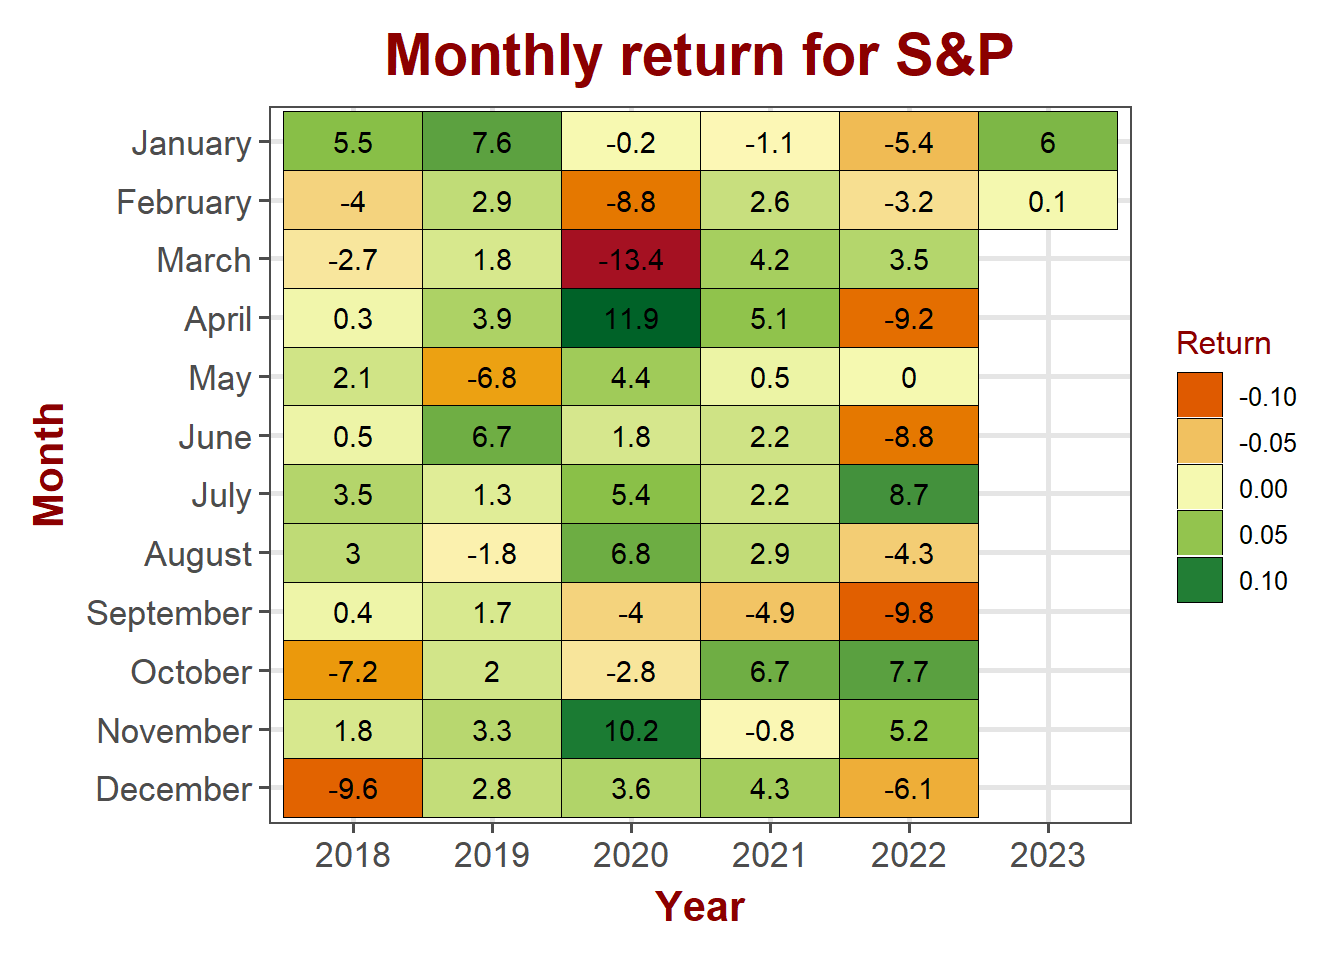 Monthly return for S&P
January 5.5 7.6 -0.2 -1.1 -5.4 6
February -4 2.9 -8.8 2.6 -3.2 0.1
March -2.7 1.8 -13.4 4.2 3.5
April 0.3 3.9 11.9 5.1 -9.2
May 2.1 -6.8 4.4 0.5 0
June 0.5 6.7 1.8 2.2 -8.8
July 3.5 1.3 5.4 2.2 8.7
August 3 -1.8 6.8 2.9 -4.3
September 0.4 1.7 -4 -4.9 -9.8
October -7.2 2 -2.8 6.7 7.7
November 1.8 3.3 10.2 -0.8 5.2
December -9.6 2.8 3.6 4.3 -6.1
2018 2019 2020 2021 2022 2023
Year
Month
Return
-0.10
-0.05
0.00
0.05
0.10